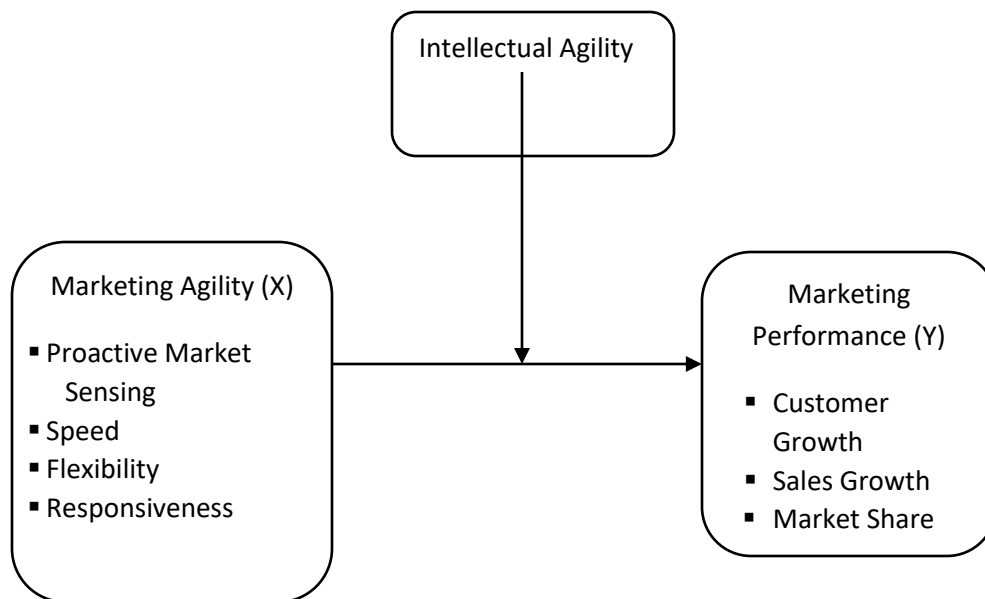 Intellectual Agility
Marketing Agility (X)
▪ Proactive Market
Sensing
▪ Speed
▪ Flexibility
▪ Responsiveness
Marketing
Performance (Y)
▪ Customer
Growth
▪ Sales Growth
▪ Market Share